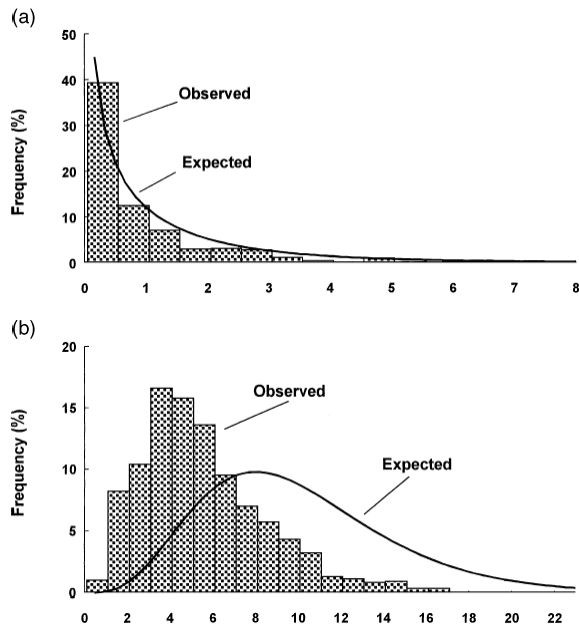 (a)
50
40
30
20
10
0
Frequency (%)
Observed
Expected
0 1 2 3 4 5 6 7 8
(b)
20
15
10
5
0
Frequency (%)
Observed
Expected
0 2 4 6 8 10 12 14 16 18 20 22